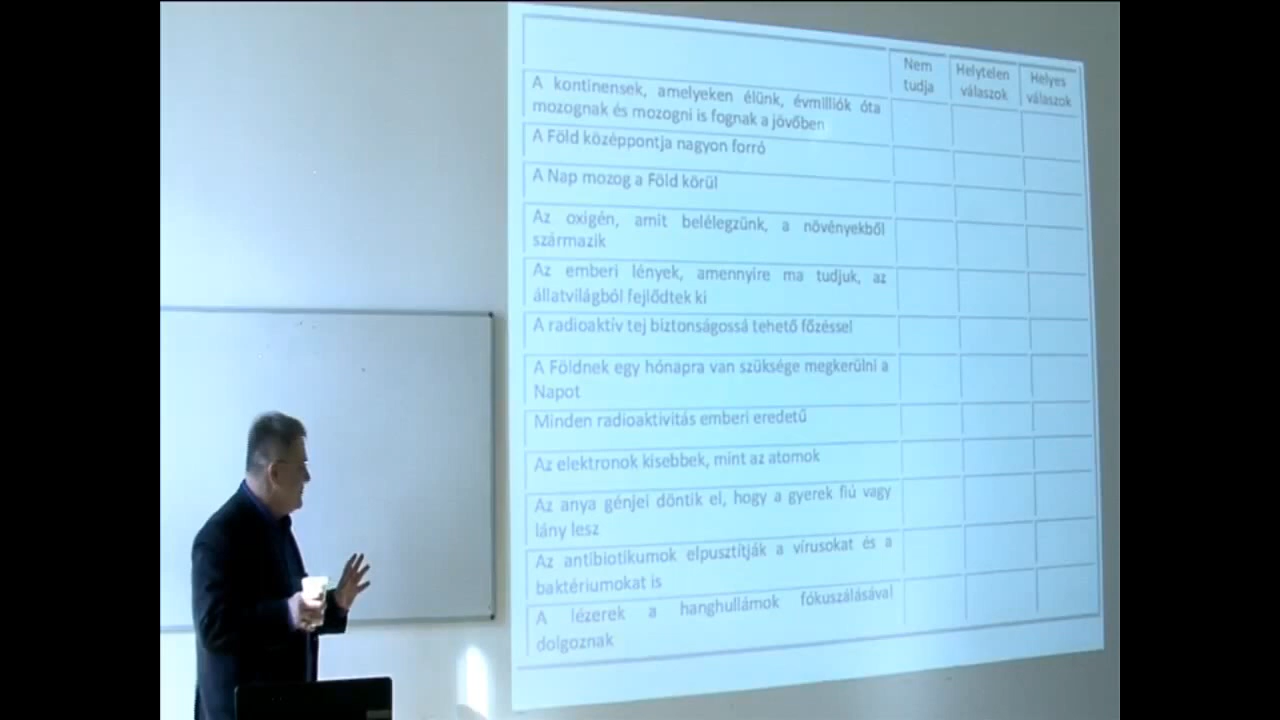 Nem tudja
Helytelen válaszok
Helyes válaszok
A kontinensek, amelyeken élünk, évmilliók óta
mozognak és mozogni is fognak a jövőben
A Föld középpontja nagyon forró
A Nap mozog a Föld körül
Az oxigén, amit belélegzünk, a növényekből
származik
Az emberi lények, amennyire ma tudjuk, az
állatvilágból fejlődtek ki
A radioaktív tej biztonságossá tehető főzéssel
A Földnek egy hónapra van szüksége megkerülni a
Napot
Minden radioaktivitás emberi eredetű
Az elektronok kisebbek, mint az atomok
Az anya génjei döntik el, hogy a gyerek fiú vagy
lány lesz
Az antibiotikumok elpusztítják a vírusokat és a
baktériumokat is
A lézerek a hanghullámok fókuszálásával
dolgoznak